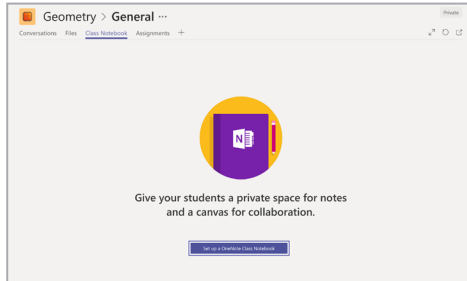 Geometry > General ...
Private
Conversations Files Class Notebook Assignments +
N
Give your students a private space for notes
and a canvas for collaboration.
Set up a OneNote Class Notebook